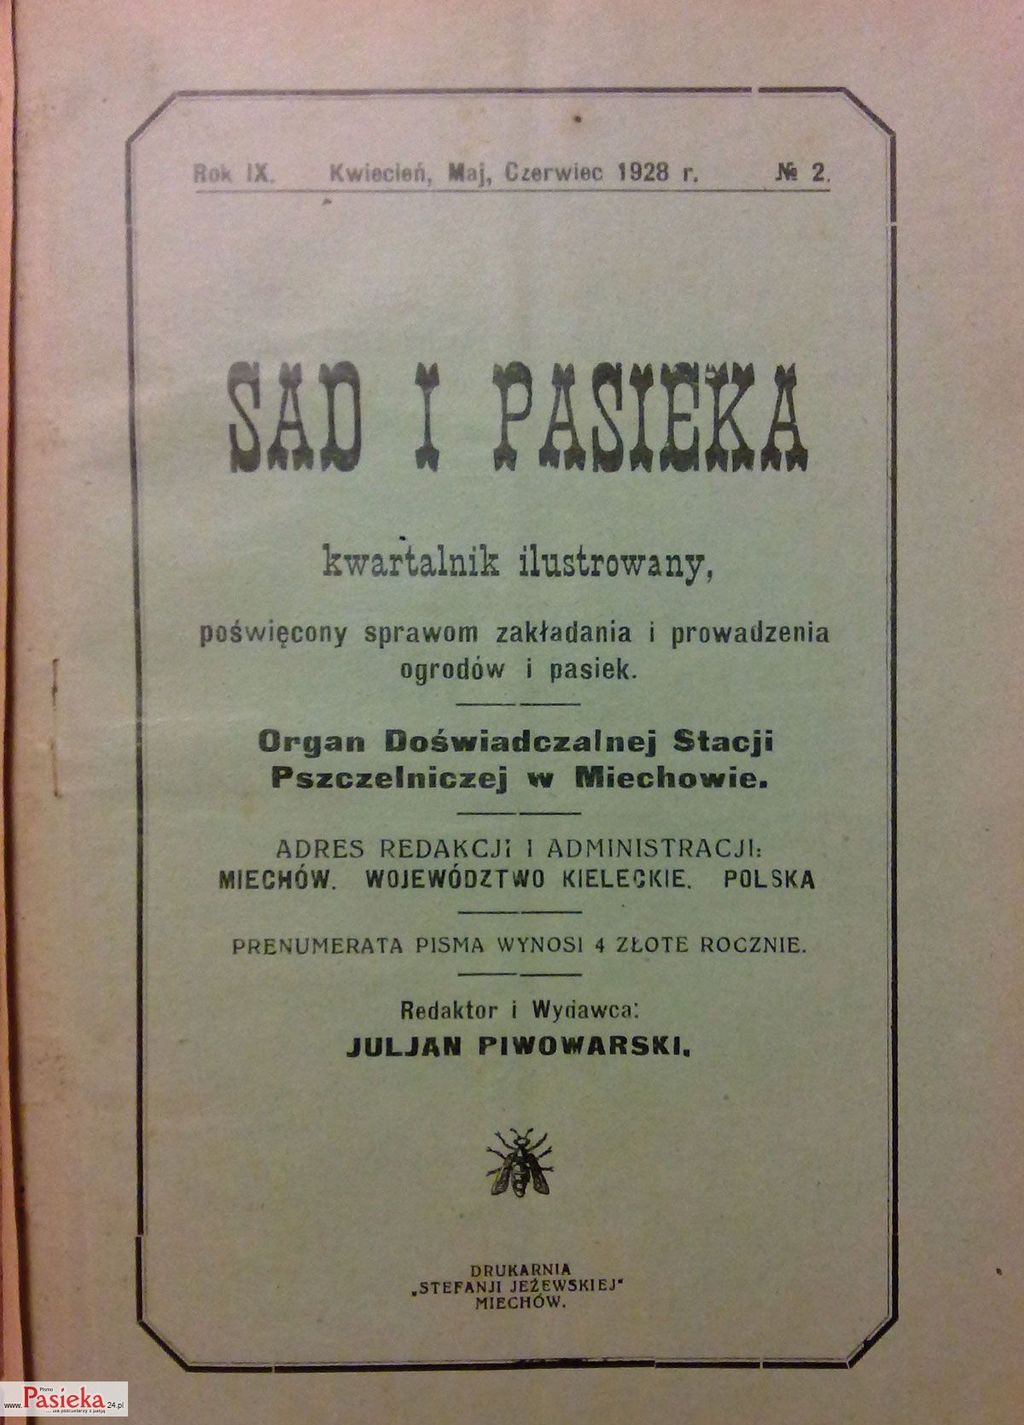 Rok IX. Kwiecień, Maj, Czerwiec 1928 r. № 2.
SAD I PASIEKA
kwartalnik ilustrowany,
poświęcony sprawom zakładania i prowadzenia
ogrodów i pasiek.
Organ Doświadczalnej Stacji
Pszczelniczej w Miechowie.
ADRES REDAKCJI I ADMINISTRACJI:
MIECHÓW. WOJEWÓDZTWO KIELECKIE. POLSKA
PRENUMERATA PISMA WYNOSI 4 ZŁOTE ROCZNIE.
Redaktor i Wydawca:
JULJAN PIWOWARSKI.
DRUKARNIA
„STEFANJI JEŻEWSKIEJ"
MIECHÓW.
www.Pasieka24.pl